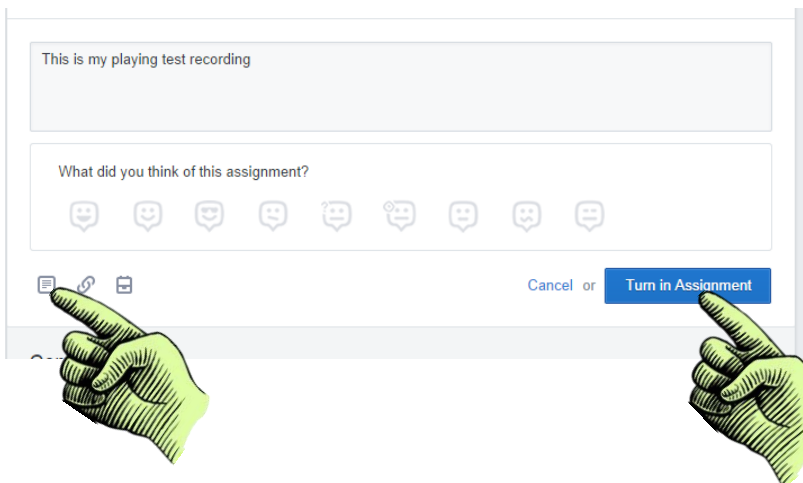 This is my playing test recording
What did you think of this assignment?
Cancel or Turn in Assignment